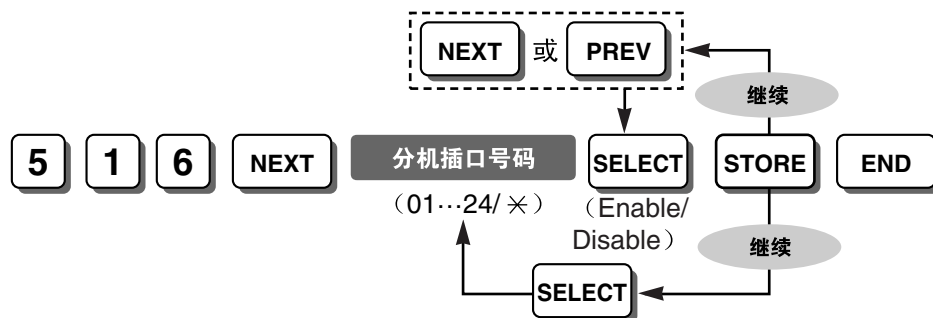 NEXT 或 PREV
继续
5 1 6 NEXT 分机插口号码 SELECT STORE END
(01…24/✳)
(Enable/
Disable)
继续
SELECT